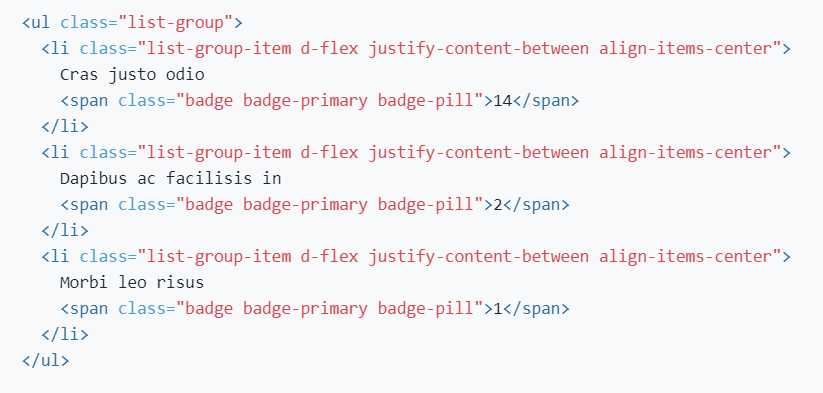 <ul class="list-group">
  <li class="list-group-item d-flex justify-content-between align-items-center">
    Cras justo odio
    <span class="badge badge-primary badge-pill">14</span>
  </li>
  <li class="list-group-item d-flex justify-content-between align-items-center">
    Dapibus ac facilisis in
    <span class="badge badge-primary badge-pill">2</span>
  </li>
  <li class="list-group-item d-flex justify-content-between align-items-center">
    Morbi leo risus
    <span class="badge badge-primary badge-pill">1</span>
  </li>
</ul>